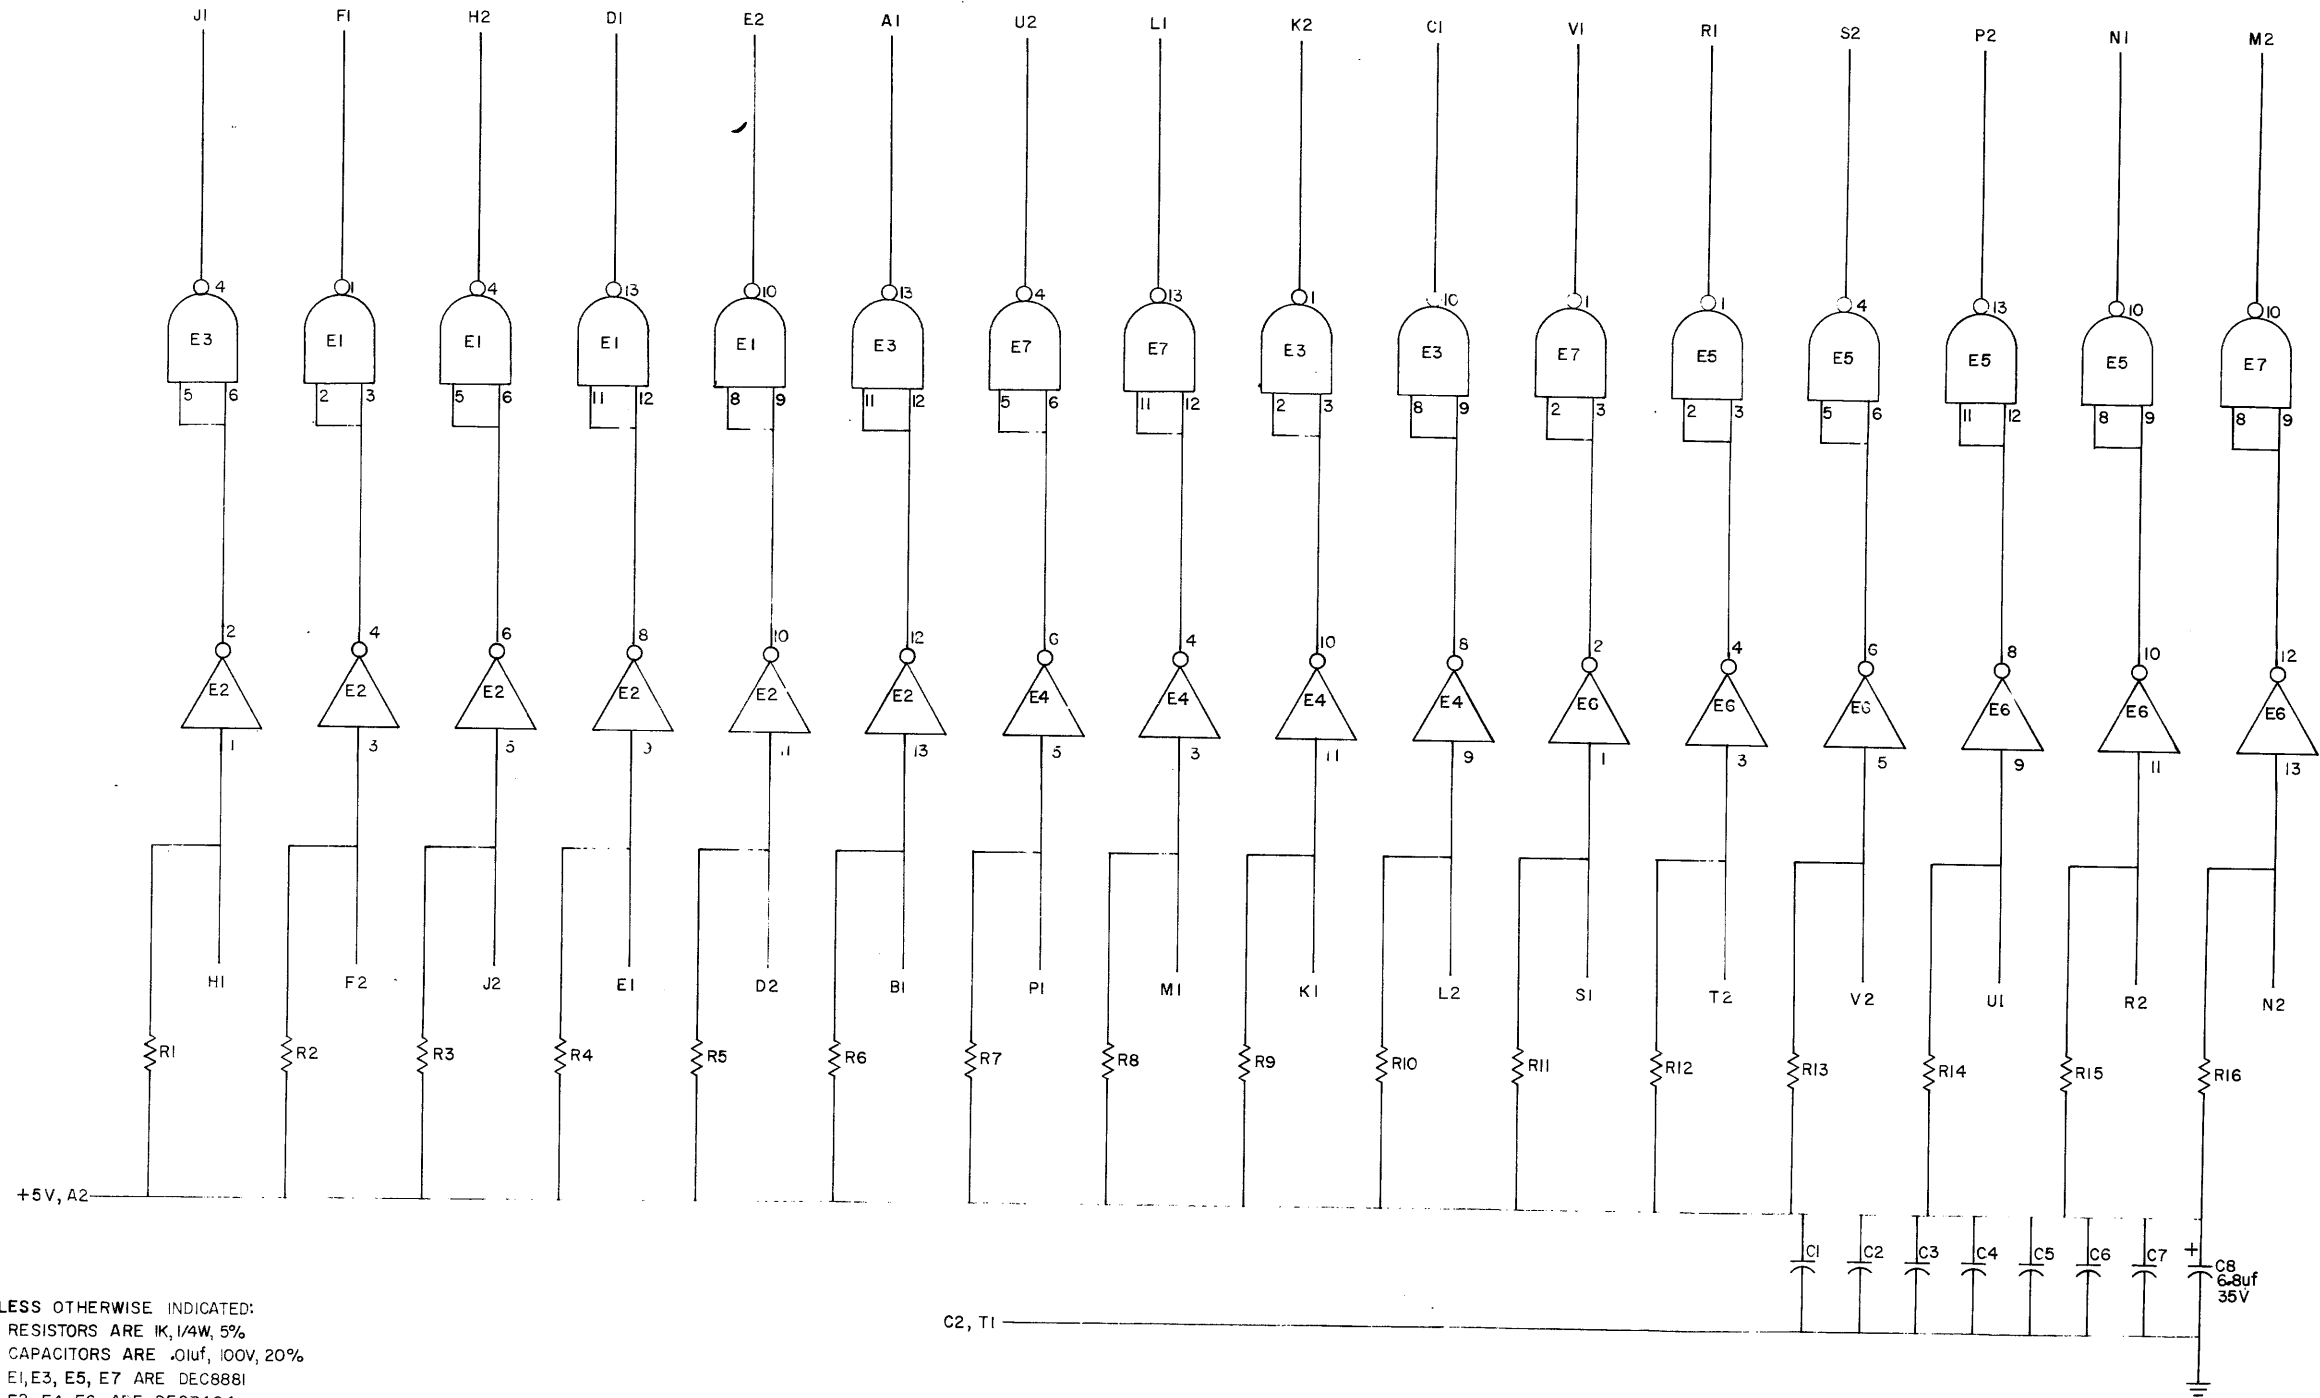 J1 F1 H2 D1 E2 A1 U2 L1 K2 C1 V1 R1 S2 P2 N1 M2
4 1 4 13 10 13 4 13 1 10 1 1 4 13 10 10
E3 E1 E1 E1 E1 E3 E7 E7 E3 E3 E7 E5 E5 E5 E5 E7
5 6 2 3 5 6 11 12 8 9 11 12 5 6 11 12 2 3 8 9 2 3 2 3 5 6 11 12 8 9 8 9
2 4 6 8 10 12 6 4 10 8 2 4 6 8 10 12
E2 E2 E2 E2 E2 E2 E4 E4 E4 E4 E6 E6 E6 E6 E6 E6
1 3 5 9 11 13 5 3 11 9 1 3 5 9 11 13
H1 F2 J2 E1 D2 B1 P1 M1 K1 L2 S1 T2 V2 U1 R2 N2
R1 R2 R3 R4 R5 R6 R7 R8 R9 R10 R11 R12 R13 R14 R15 R16
+5V, A2
C1 C2 C3 C4 C5 C6 C7 + C8
6.8uf
35V
C2, T1
LESS OTHERWISE INDICATED:
RESISTORS ARE 1K, 1/4W, 5%
CAPACITORS ARE .01uf, 100V, 20%
E1, E3, E5, E7 ARE DEC8881